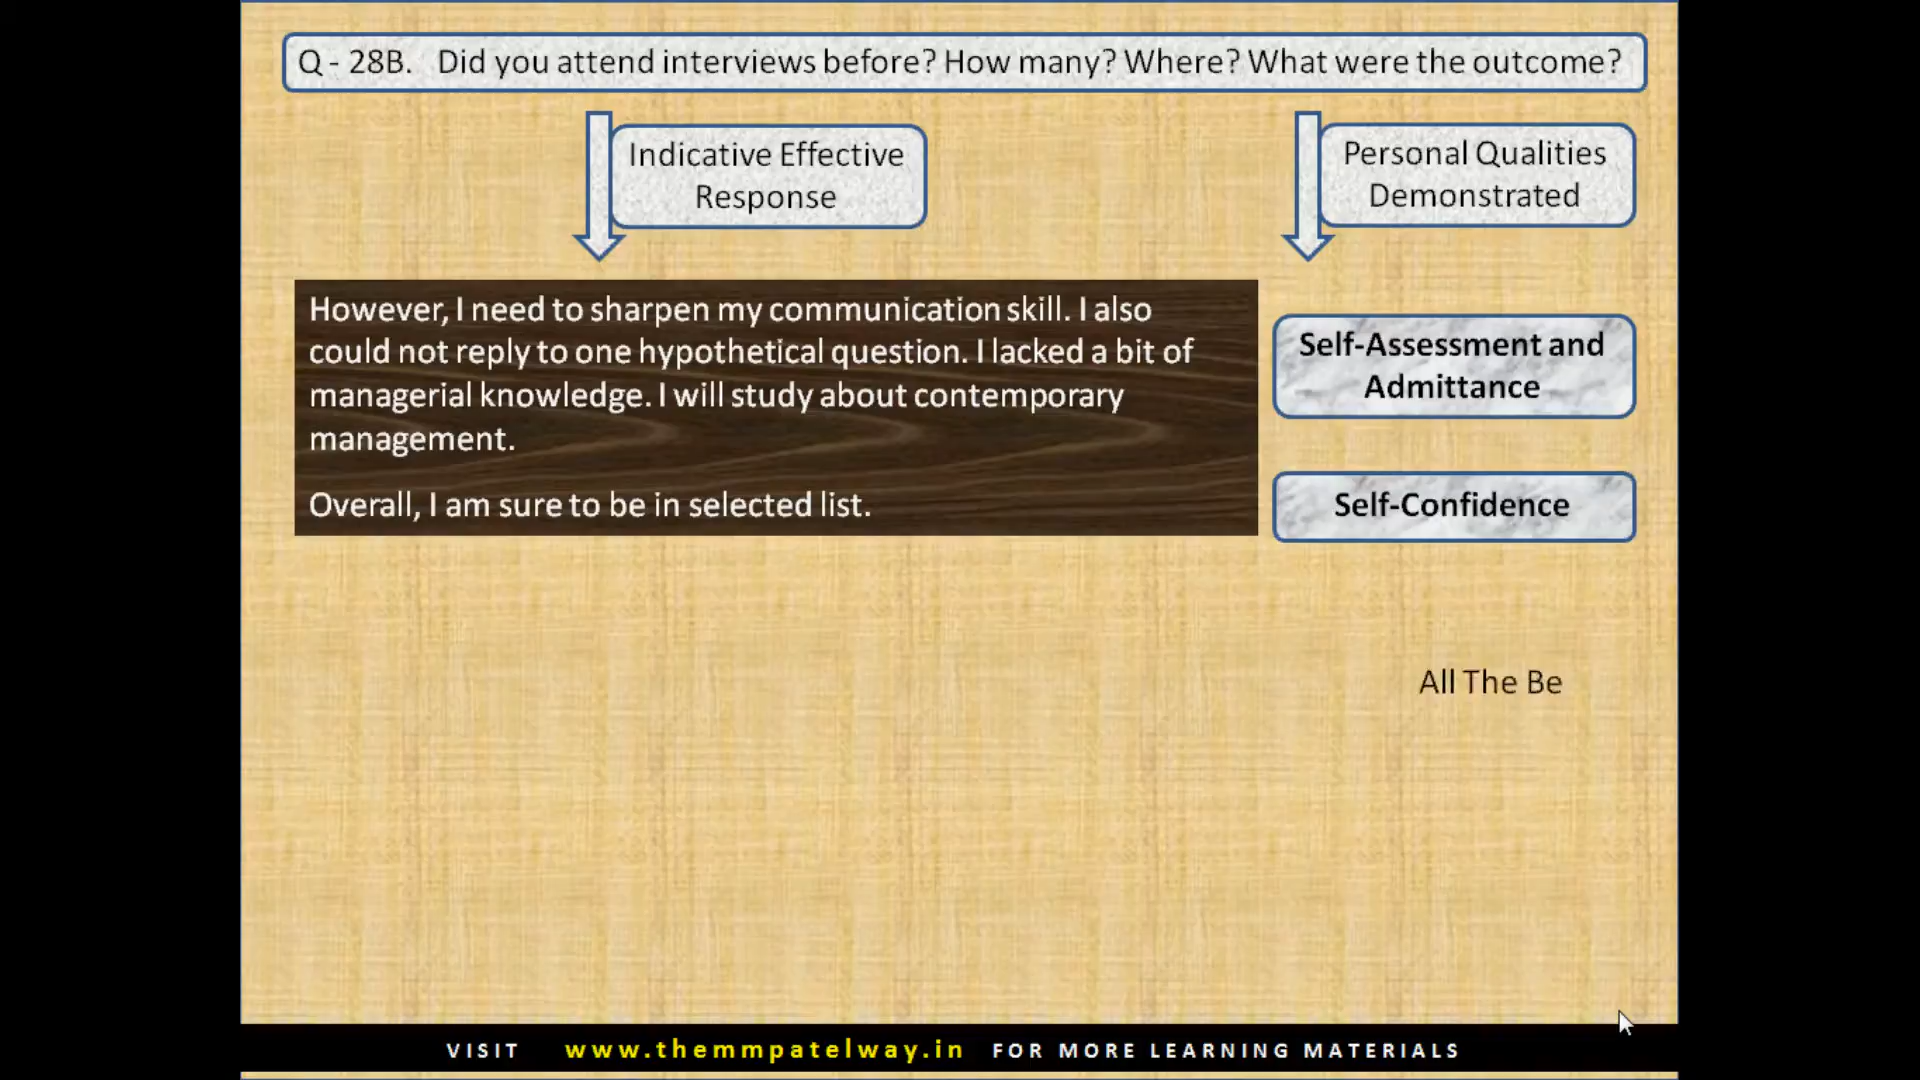 Q - 28B. Did you attend interviews before? How many? Where? What were the outcome?
Indicative Effective
Response
Personal Qualities
Demonstrated
However, I need to sharpen my communication skill. I also
could not reply to one hypothetical question. I lacked a bit of
managerial knowledge. I will study about contemporary
management.
Overall, I am sure to be in selected list.
Self-Assessment and
Admittance
Self-Confidence
All The Be
VISIT www.themmpatelway.in FOR MORE LEARNING MATERIALS